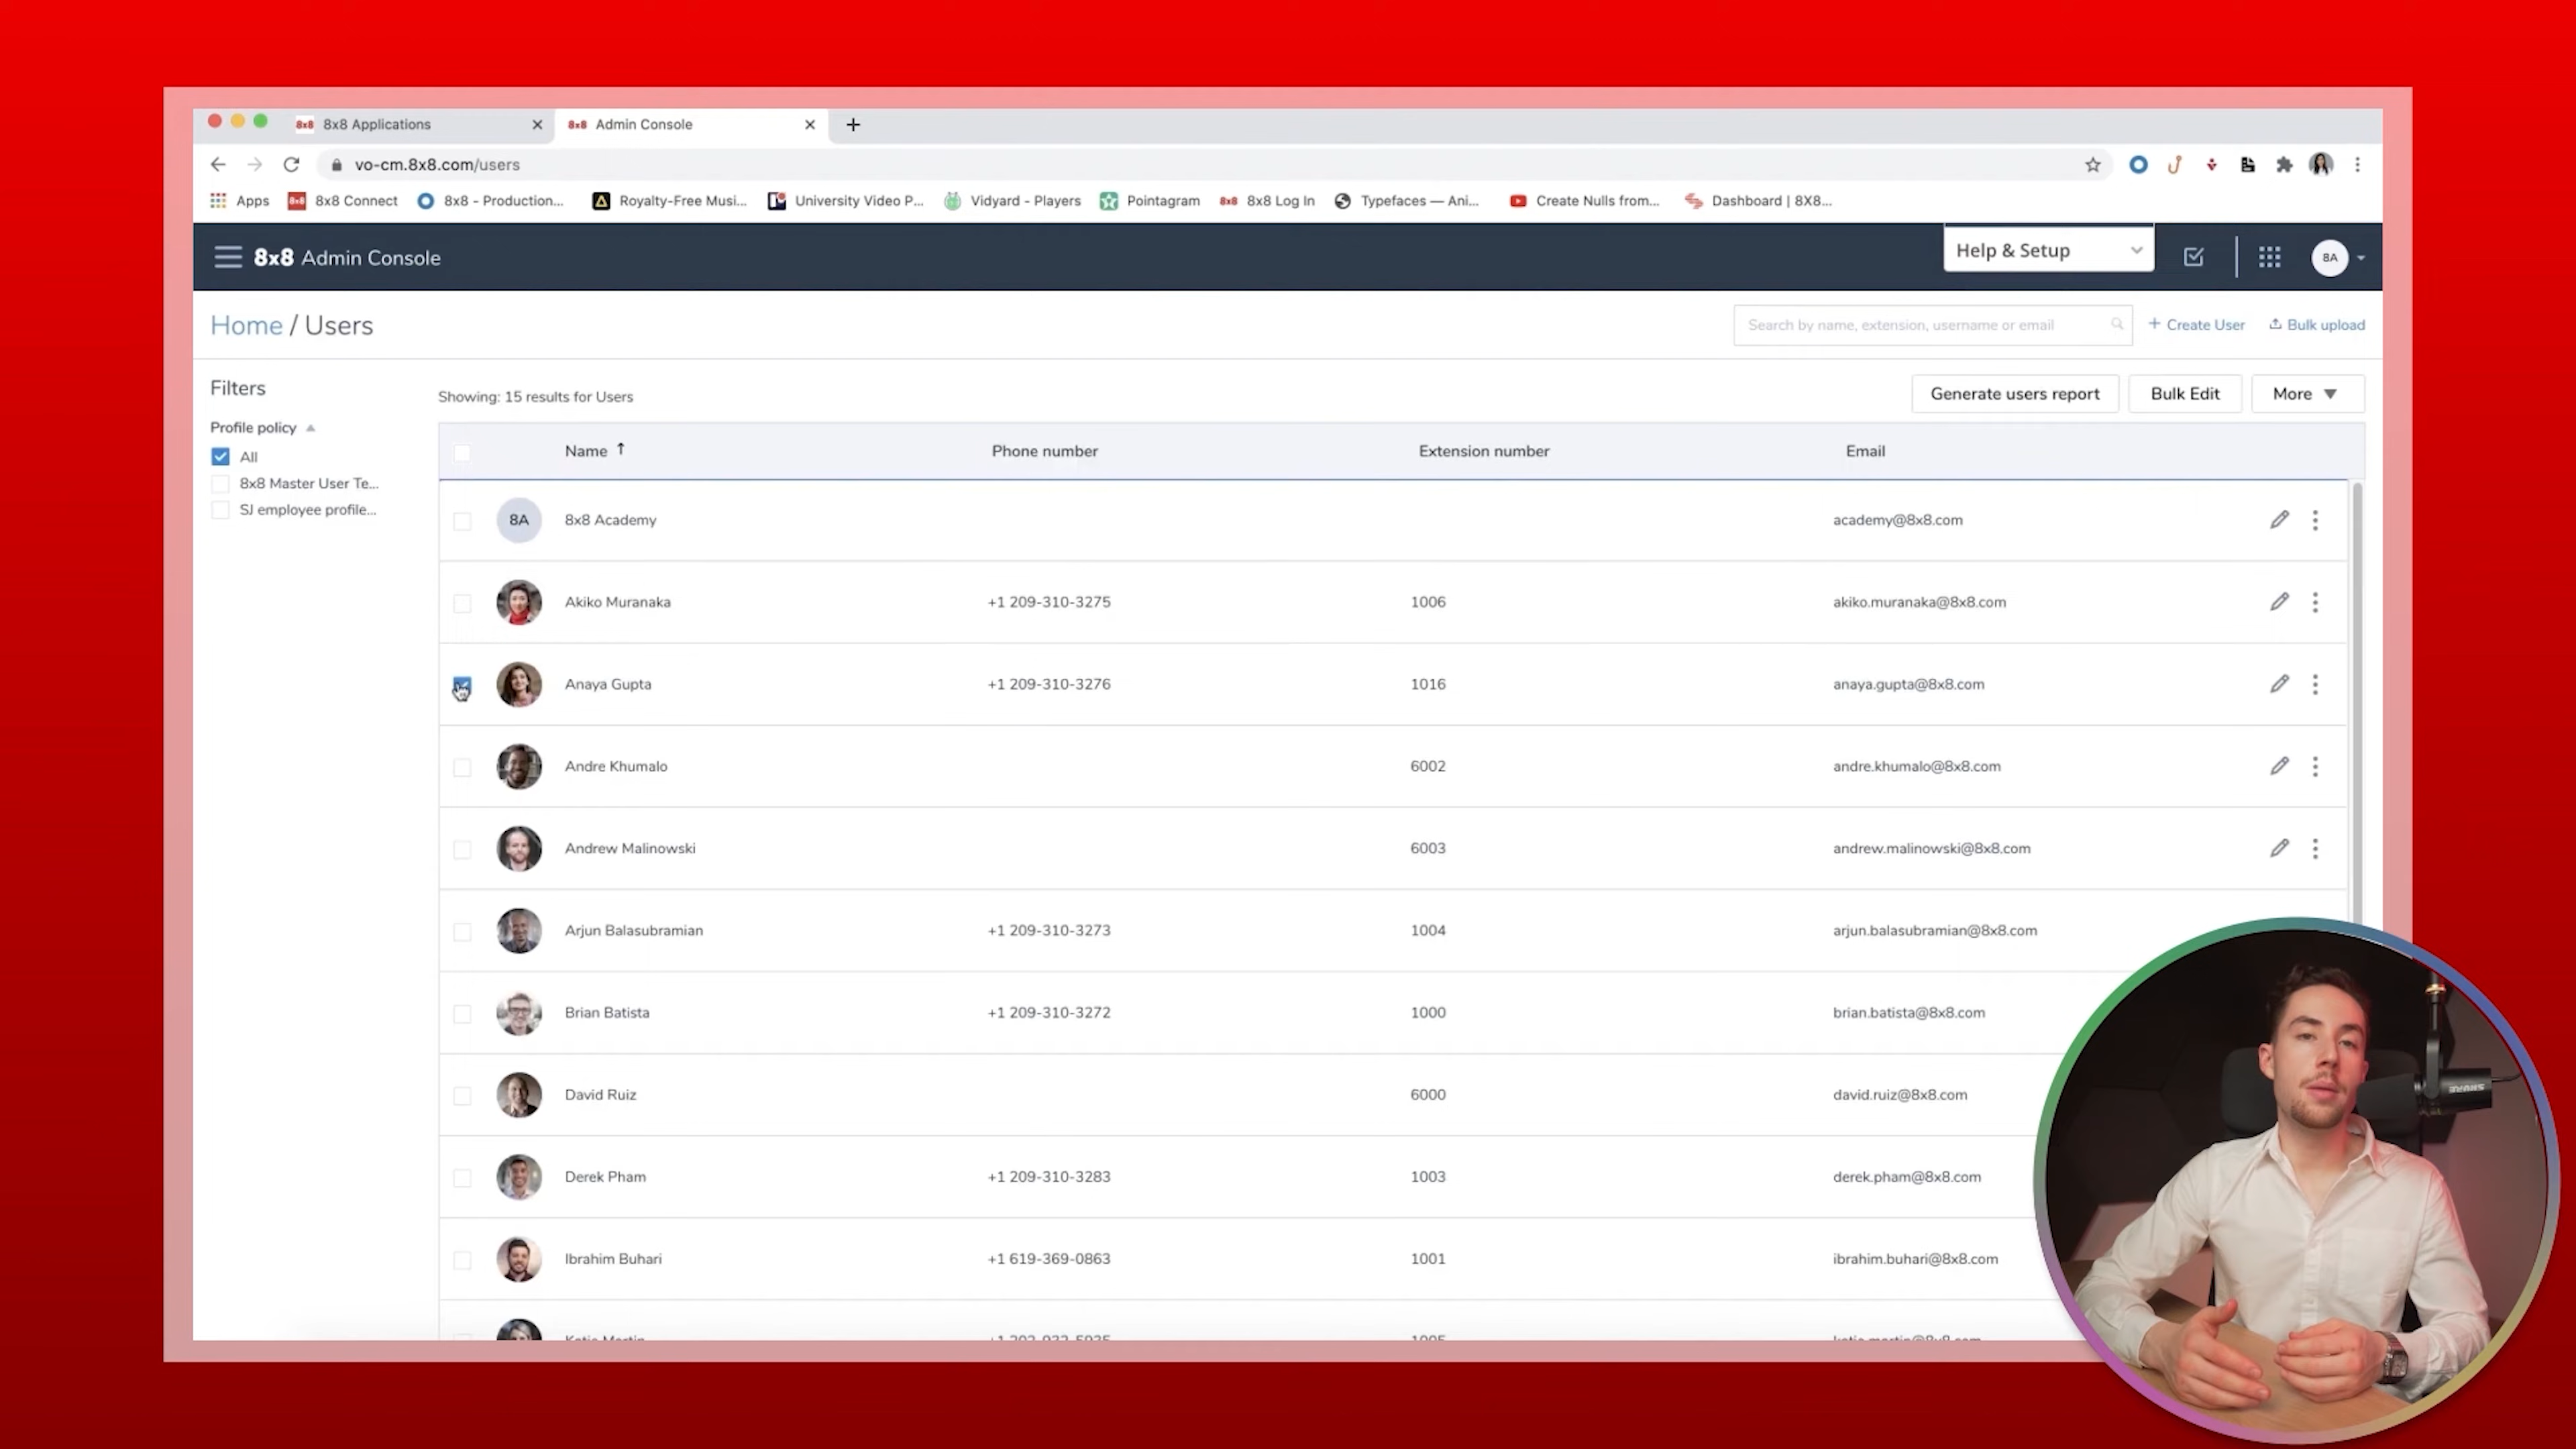 8x8 8x8 Applications
8x8 Admin Console
vo-cm.8x8.com/users
Apps
8x8 8x8 Connect
8x8 - Production...
Royalty-Free Musi...
University Video P...
Vidyard - Players
Pointagram
8x8 8x8 Log In
Typefaces — Ani...
Create Nulls from...
Dashboard | 8X8...
8x8 Admin Console
Help & Setup
8A
Home / Users
Search by name, extension, username or email
+ Create User
Bulk upload
Filters
Profile policy
All
8x8 Master User Te...
SJ employee profile...
Showing: 15 results for Users
Generate users report
Bulk Edit
More
Name ↑ Phone number Extension number Email
8A 8x8 Academy academy@8x8.com
Akiko Muranaka +1 209-310-3275 1006 akiko.muranaka@8x8.com
Anaya Gupta +1 209-310-3276 1016 anaya.gupta@8x8.com
Andre Khumalo 6002 andre.khumalo@8x8.com
Andrew Malinowski 6003 andrew.malinowski@8x8.com
Arjun Balasubramian +1 209-310-3273 1004 arjun.balasubramian@8x8.com
Brian Batista +1 209-310-3272 1000 brian.batista@8x8.com
David Ruiz 6000 david.ruiz@8x8.com
Derek Pham +1 209-310-3283 1003 derek.pham@8x8.com
Ibrahim Buhari +1 619-369-0863 1001 ibrahim.buhari@8x8.com
SHURE